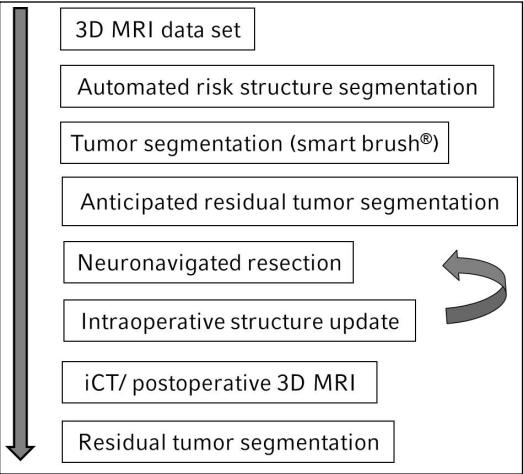 3D MRI data set
Automated risk structure segmentation
Tumor segmentation (smart brush®)
Anticipated residual tumor segmentation
Neuronavigated resection
Intraoperative structure update
iCT/ postoperative 3D MRI
Residual tumor segmentation